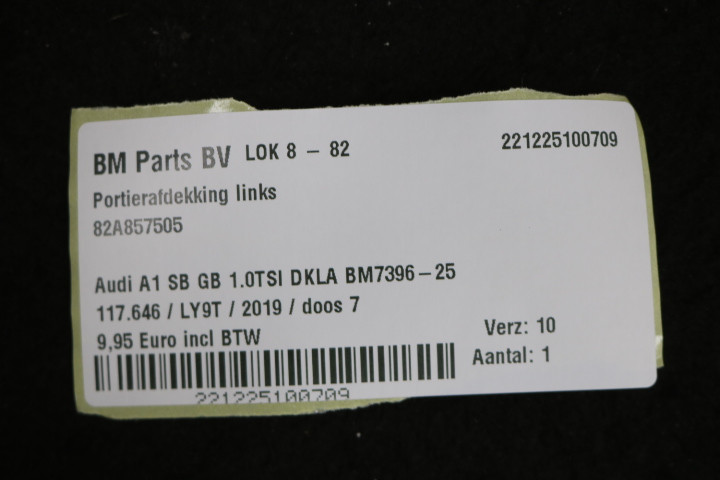 BM Parts BV LOK 8 – 82 221225100709
Portierafdekking links
82A857505
Audi A1 SB GB 1.0TSI DKLA BM7396–25
117.646 / LY9T / 2019 / doos 7
9,95 Euro incl BTW
Verz: 10
Aantal: 1
221225100709